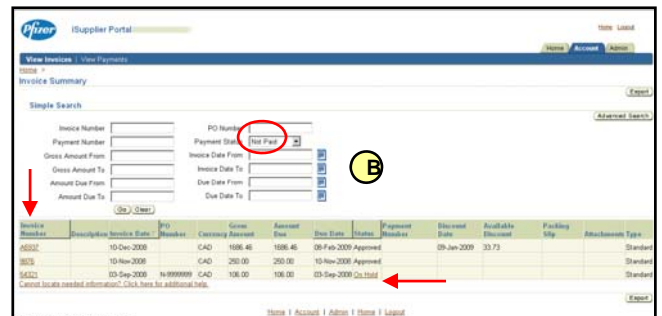 Pfizer iSupplier Portal
Home Logout
Home Account Admin
View Invoices | View Payments
Home >
Invoice Summary
Export
Simple Search
Advanced Search
Invoice Number PO Number
Payment Number Payment Status Not Paid
Gross Amount From Invoice Date From
Gross Amount To Invoice Date To
Amount Due From Due Date From
Amount Due To Due Date To
B
Go Clear
Invoice Number Description Invoice Date PO Number Currency Gross Amount Amount Due Due Date Status Payment Number Discount Date Available Discount Packing Slip Attachments Type
10-Dec-2008 CAD 1686.46 1686.46 08-Feb-2009 Approved 09-Jan-2009 33.73 Standard
10-Nov-2008 CAD 250.00 250.00 10-Nov-2008 Approved Standard
54321 03-Sep-2008 N-9999999 CAD 106.00 106.00 03-Sep-2008 On Hold Standard
Cannot locate needed information? Click here for additional help.
Export
Home | Account | Admin | Home | Logout